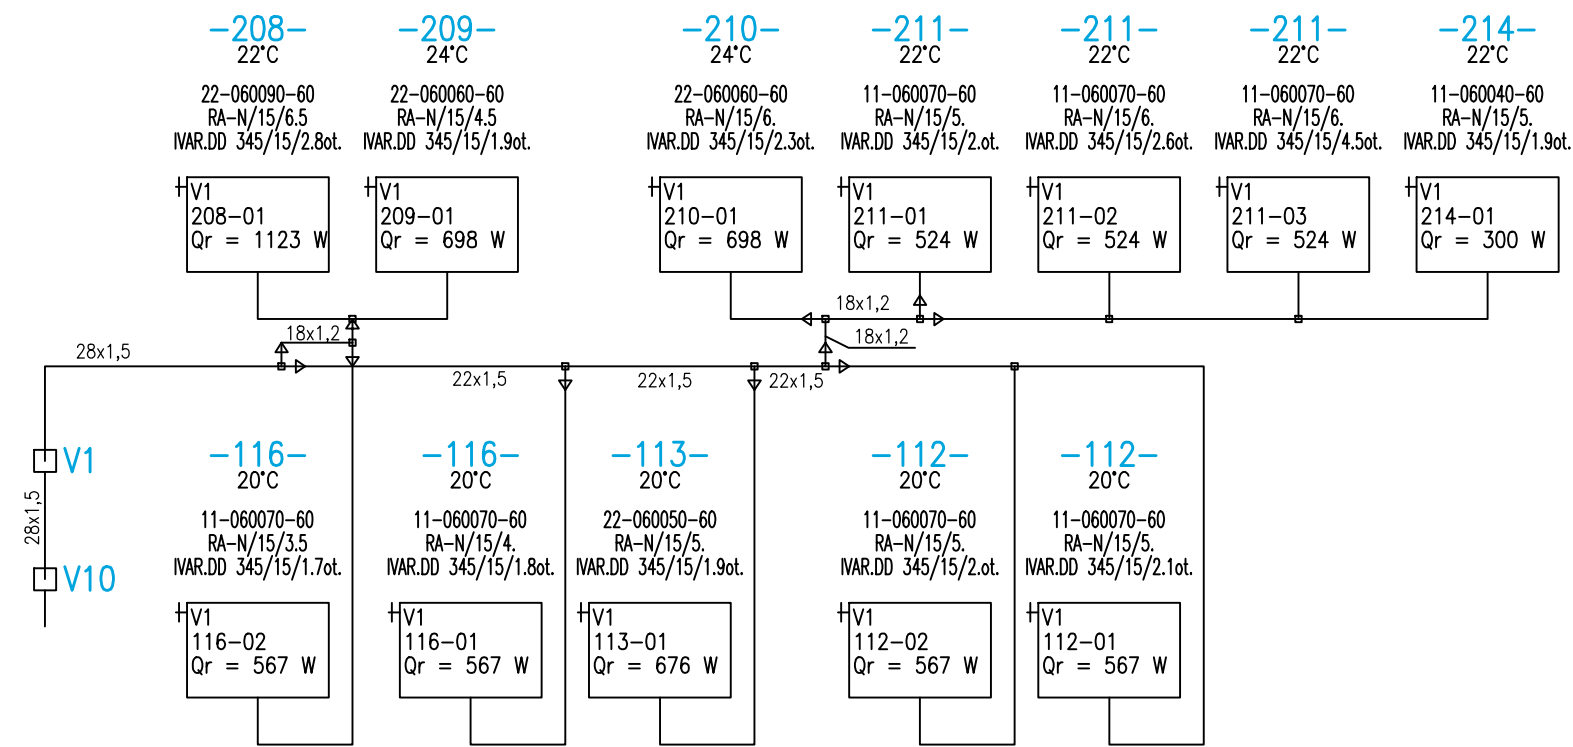 -208-
22°C
22-060090-60
RA-N/15/6.5
IVAR.DD 345/15/2.8ot.
V1
208-01
Qr = 1123 W
-209-
24°C
22-060060-60
RA-N/15/4.5
IVAR.DD 345/15/1.9ot.
V1
209-01
Qr = 698 W
-210-
24°C
22-060060-60
RA-N/15/6.
IVAR.DD 345/15/2.3ot.
V1
210-01
Qr = 698 W
-211-
22°C
11-060070-60
RA-N/15/5.
IVAR.DD 345/15/2.ot.
V1
211-01
Qr = 524 W
-211-
22°C
11-060070-60
RA-N/15/6.
IVAR.DD 345/15/2.6ot.
V1
211-02
Qr = 524 W
-211-
22°C
11-060070-60
RA-N/15/6.
IVAR.DD 345/15/4.5ot.
V1
211-03
Qr = 524 W
-214-
22°C
11-060040-60
RA-N/15/5.
IVAR.DD 345/15/1.9ot.
V1
214-01
Qr = 300 W
18x1,2
18x1,2
18x1,2
28x1,5
22x1,5
22x1,5
22x1,5
V1
28x1,5
V10
-116-
20°C
11-060070-60
RA-N/15/3.5
IVAR.DD 345/15/1.7ot.
V1
116-02
Qr = 567 W
-116-
20°C
11-060070-60
RA-N/15/4.
IVAR.DD 345/15/1.8ot.
V1
116-01
Qr = 567 W
-113-
20°C
22-060050-60
RA-N/15/5.
IVAR.DD 345/15/1.9ot.
V1
113-01
Qr = 676 W
-112-
20°C
11-060070-60
RA-N/15/5.
IVAR.DD 345/15/2.ot.
V1
112-02
Qr = 567 W
-112-
20°C
11-060070-60
RA-N/15/5.
IVAR.DD 345/15/2.1ot.
V1
112-01
Qr = 567 W